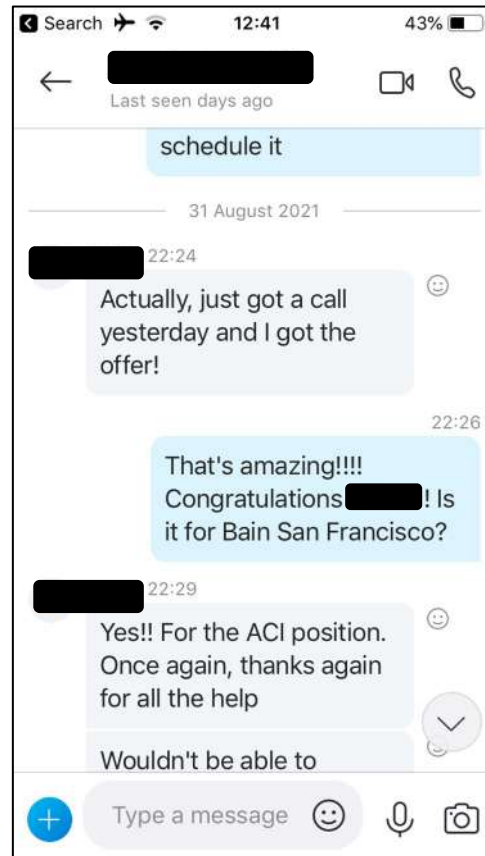 Search 12:41 43%
Last seen days ago
schedule it
31 August 2021
22:24
Actually, just got a call
yesterday and I got the
offer!
22:26
That's amazing!!!!
Congratulations ! Is
it for Bain San Francisco?
22:29
Yes!! For the ACI position.
Once again, thanks again
for all the help
Wouldn't be able to
Type a message